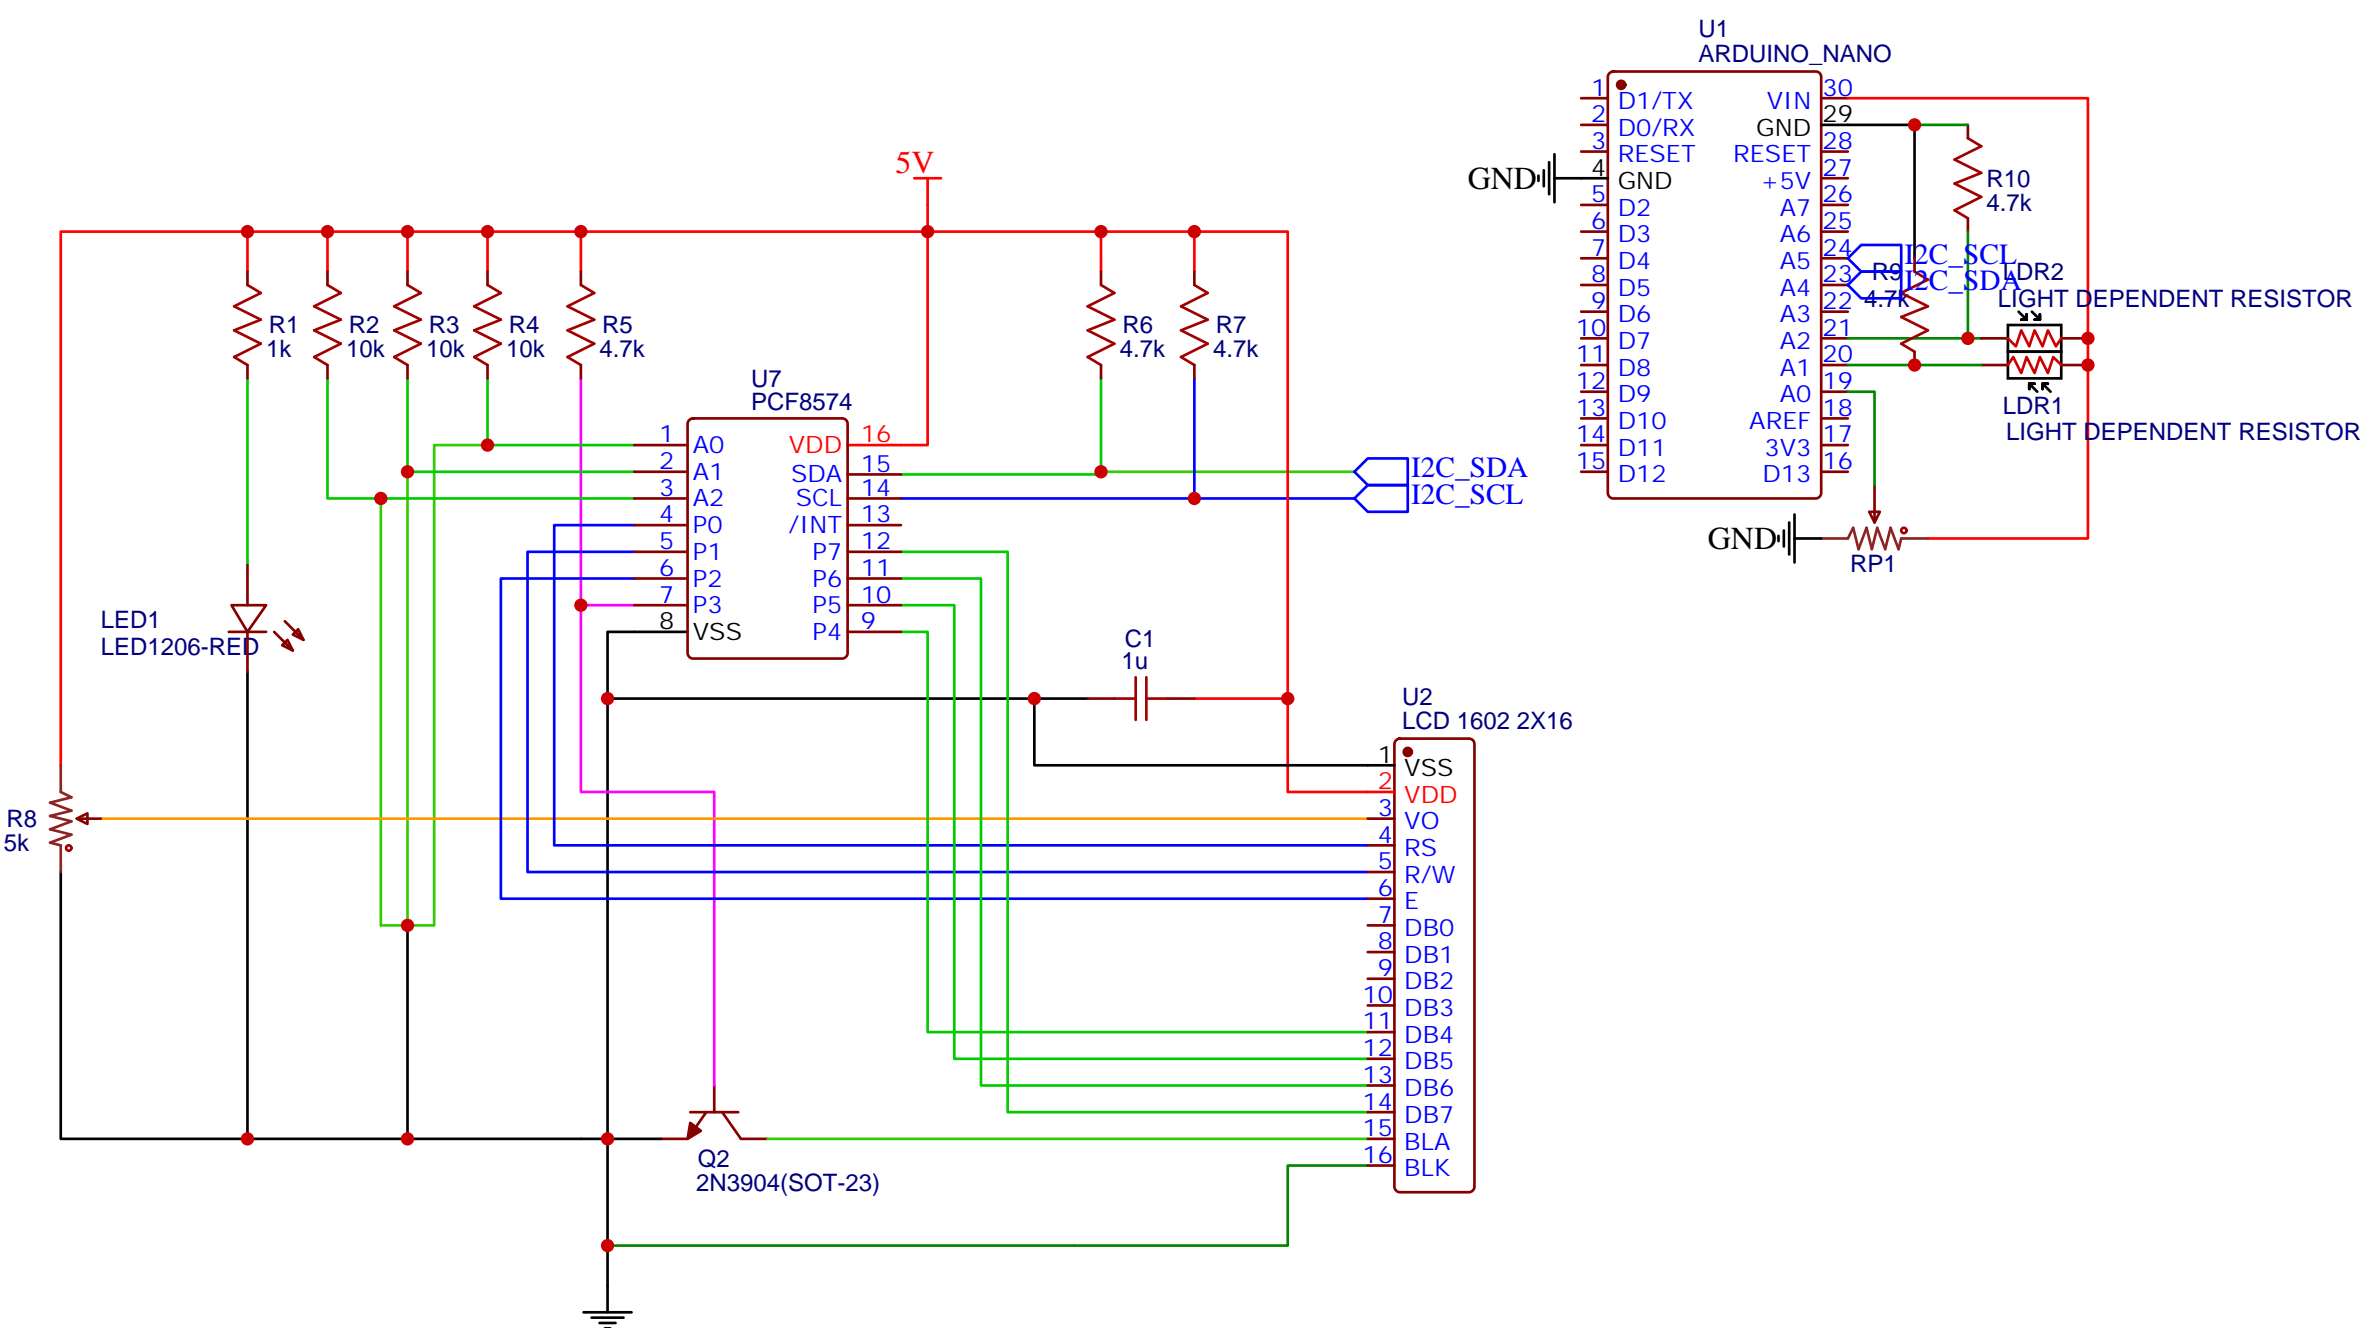 U1
ARDUINO_NANO
1 D1/TX VIN 30
2 D0/RX GND 29
3 RESET RESET 28
GND 4 GND +5V 27
5 D2 A7 26
6 D3 A6 25
7 D4 A5 24 I2C_SCL
8 D5 A4 23 I2C_SDA
9 D6 A3 22
10 D7 A2 21
11 D8 A1 20
12 D9 A0 19
13 D10 AREF 18
14 D11 3V3 17
15 D12 D13 16
R10
4.7k
R9
4.7k
LDR2
LIGHT DEPENDENT RESISTOR
LDR1
LIGHT DEPENDENT RESISTOR
GND
RP1
5V
R1
1k
R2
10k
R3
10k
R4
10k
R5
4.7k
R6
4.7k
R7
4.7k
U7
PCF8574
1 A0 VDD 16
2 A1 SDA 15 I2C_SDA
3 A2 SCL 14 I2C_SCL
4 P0 /INT 13
5 P1 P7 12
6 P2 P6 11
7 P3 P5 10
8 VSS P4 9
LED1
LED1206-RED
C1
1u
R8
5k
U2
LCD 1602 2X16
1 VSS
2 VDD
3 VO
4 RS
5 R/W
6 E
7 DB0
8 DB1
9 DB2
10 DB3
11 DB4
12 DB5
13 DB6
14 DB7
15 BLA
16 BLK
Q2
2N3904(SOT-23)